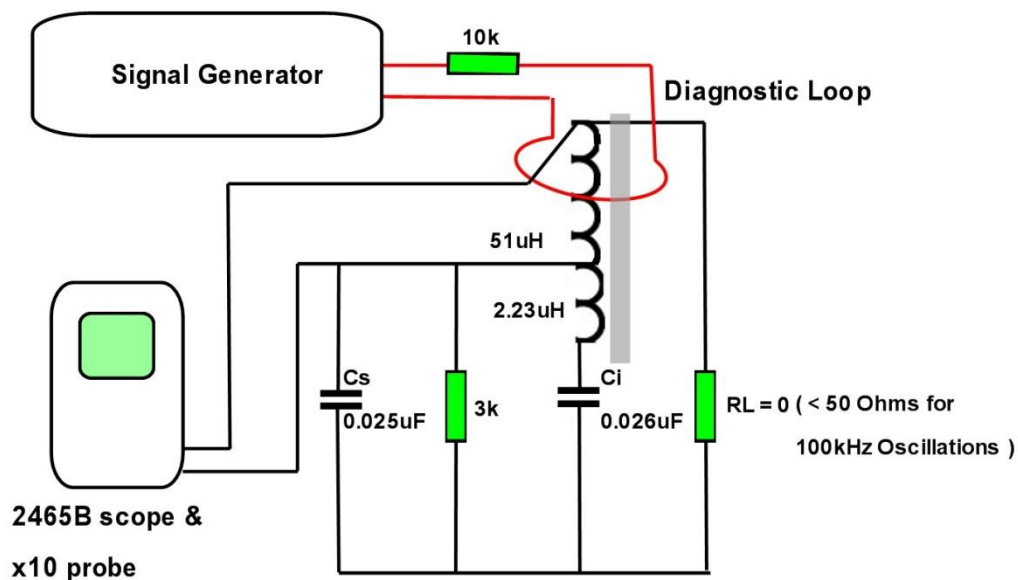 10k
Signal Generator
Diagnostic Loop
51uH
2.23uH
Cs
0.025uF
3k
Ci
0.026uF
RL = 0 ( < 50 Ohms for
100kHz Oscillations )
2465B scope &
x10 probe